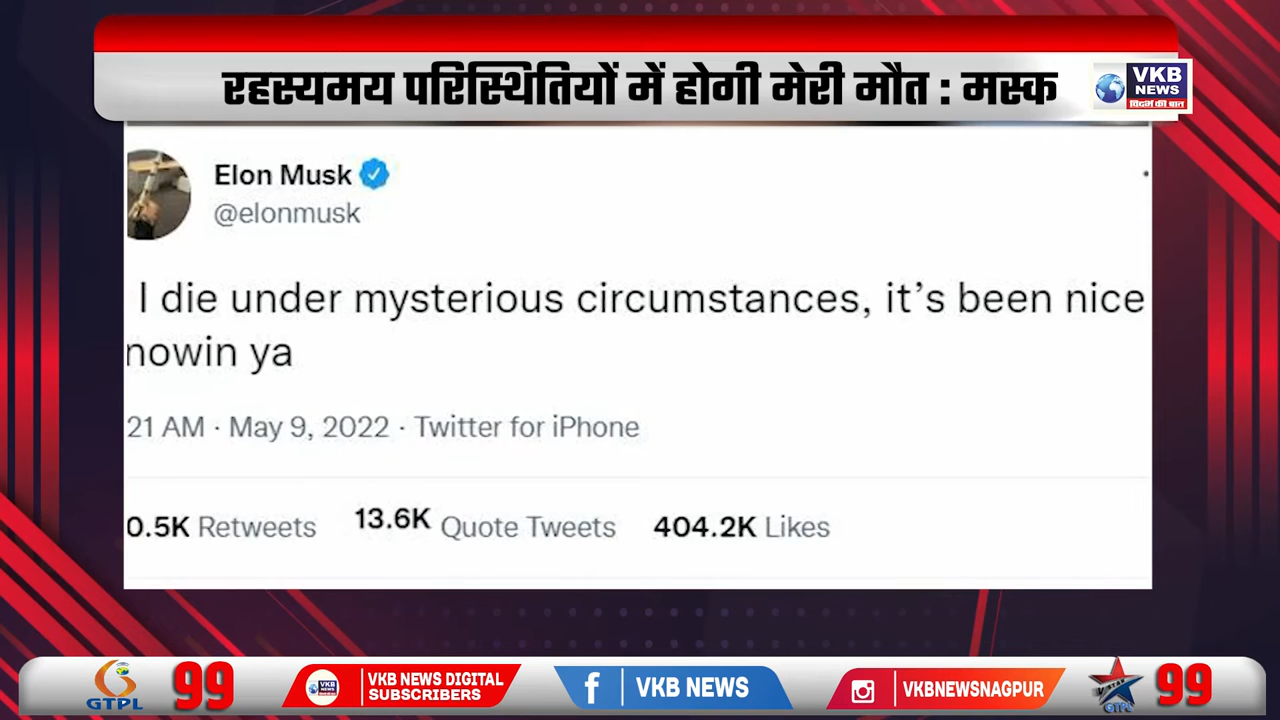 रहस्यमय परिस्थितियों में होगी मेरी मौत : मस्क
VKB
NEWS
विदर्भ की बात
Elon Musk
@elonmusk
I die under mysterious circumstances, it's been nice
nowin ya
21 AM · May 9, 2022 · Twitter for iPhone
0.5K Retweets 13.6K Quote Tweets 404.2K Likes
GTPL 99
VKB NEWS DIGITAL
SUBSCRIBERS
f VKB NEWS
VKBNEWSNAGPUR
GTPL 99